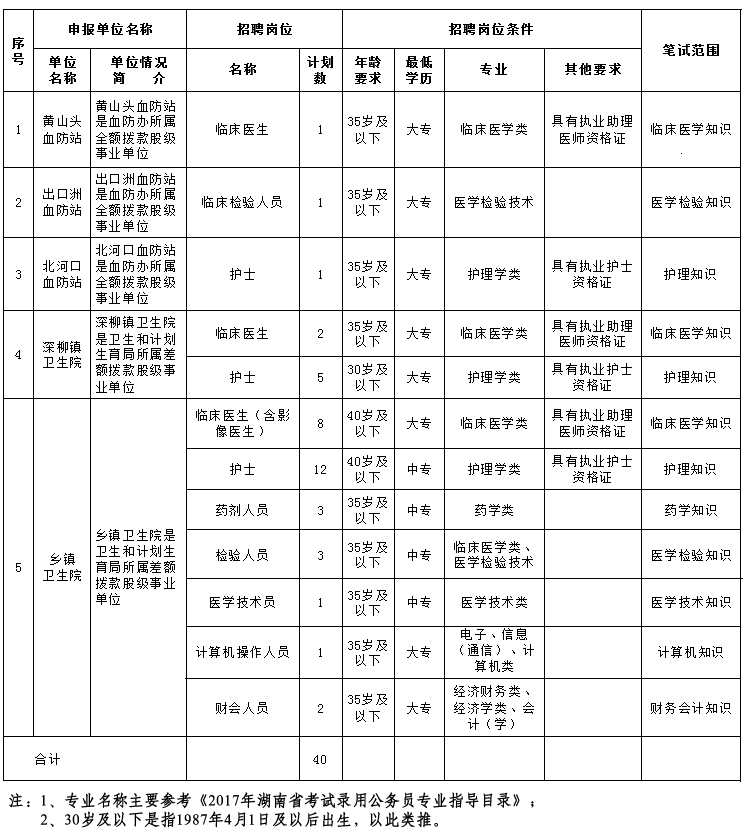 序号 申报单位名称 招聘岗位 招聘岗位条件 笔试范围
单位名称 单位情况简 介 名称 计划数 年龄要求 最低学历 专业 其他要求
1 黄山头血防站 黄山头血防站是血防办所属全额拨款股级事业单位 临床医生 1 35岁及以下 大专 临床医学类 具有执业助理医师资格证 临床医学知识
2 出口洲血防站 出口洲血防站是血防办所属全额拨款股级事业单位 临床检验人员 1 35岁及以下 大专 医学检验技术 医学检验知识
3 北河口血防站 北河口血防站是血防办所属全额拨款股级事业单位 护士 1 35岁及以下 大专 护理学类 具有执业护士资格证 护理知识
4 深柳镇卫生院 深柳镇卫生院是卫生和计划生育局所属差额拨款股级事业单位 临床医生 2 35岁及以下 大专 临床医学类 具有执业助理医师资格证 临床医学知识
护士 5 30岁及以下 大专 护理学类 具有执业护士资格证 护理知识
5 乡镇卫生院 乡镇卫生院是卫生和计划生育局所属差额拨款股级事业单位 临床医生（含影像医生） 8 40岁及以下 大专 临床医学类 具有执业助理医师资格证 临床医学知识
护士 12 40岁及以下 中专 护理学类 具有执业护士资格证 护理知识
药剂人员 3 35岁及以下 中专 药学类 药学知识
检验人员 3 35岁及以下 中专 临床医学类、医学检验技术 医学检验知识
医学技术员 1 35岁及以下 中专 医学技术类 医学技术知识
计算机操作人员 1 35岁及以下 大专 电子、信息（通信）、计算机类 计算机知识
财会人员 2 35岁及以下 大专 经济财务类、经济学类、会计（学） 财务会计知识
合计 40
注：1、专业名称主要参考《2017年湖南省考试录用公务员专业指导目录》；
2、30岁及以下是指1987年4月1日及以后出生，以此类推。